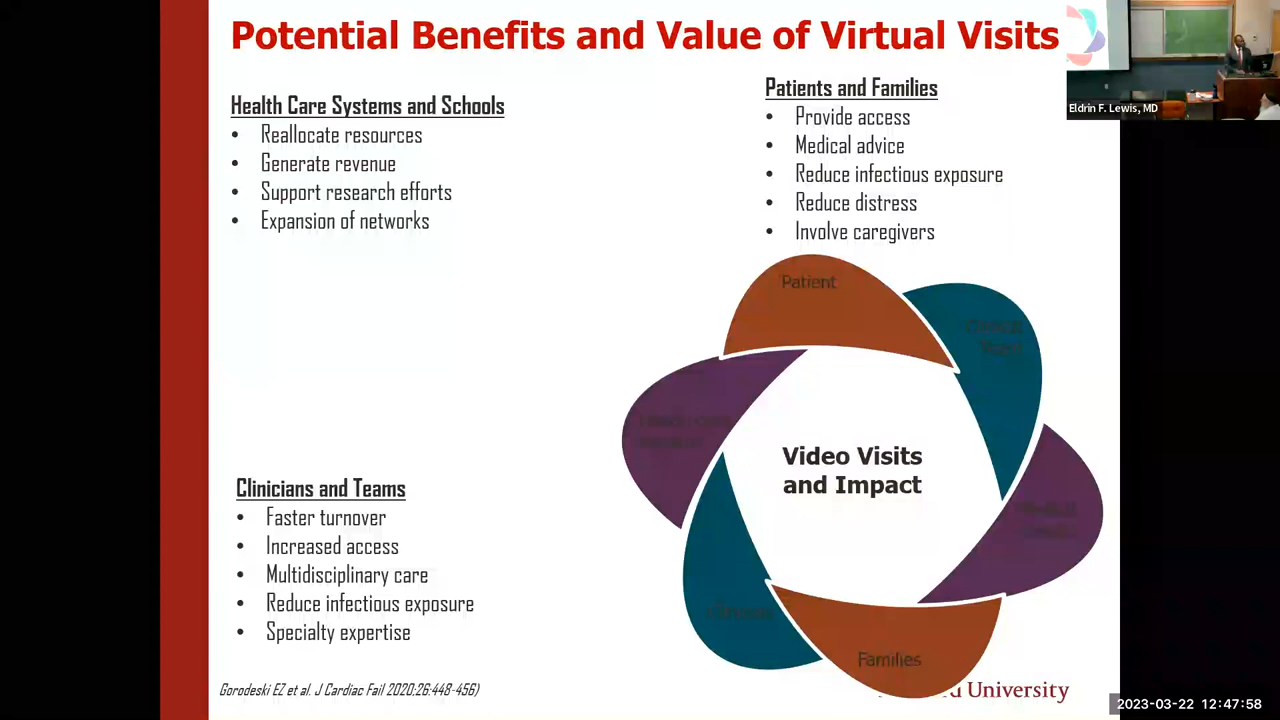 Potential Benefits and Value of Virtual Visits
Health Care Systems and Schools
• Reallocate resources
• Generate revenue
• Support research efforts
• Expansion of networks
Patients and Families
• Provide access
• Medical advice
• Reduce infectious exposure
• Reduce distress
• Involve caregivers
Eldrin F. Lewis, MD
Patient
Video Visits
and Impact
Families
Clinicians and Teams
• Faster turnover
• Increased access
• Multidisciplinary care
• Reduce infectious exposure
• Specialty expertise
Gorodeski EZ et al. J Cardiac Fail 2020:26:448-456)
University
2023-03-22 12:47:58